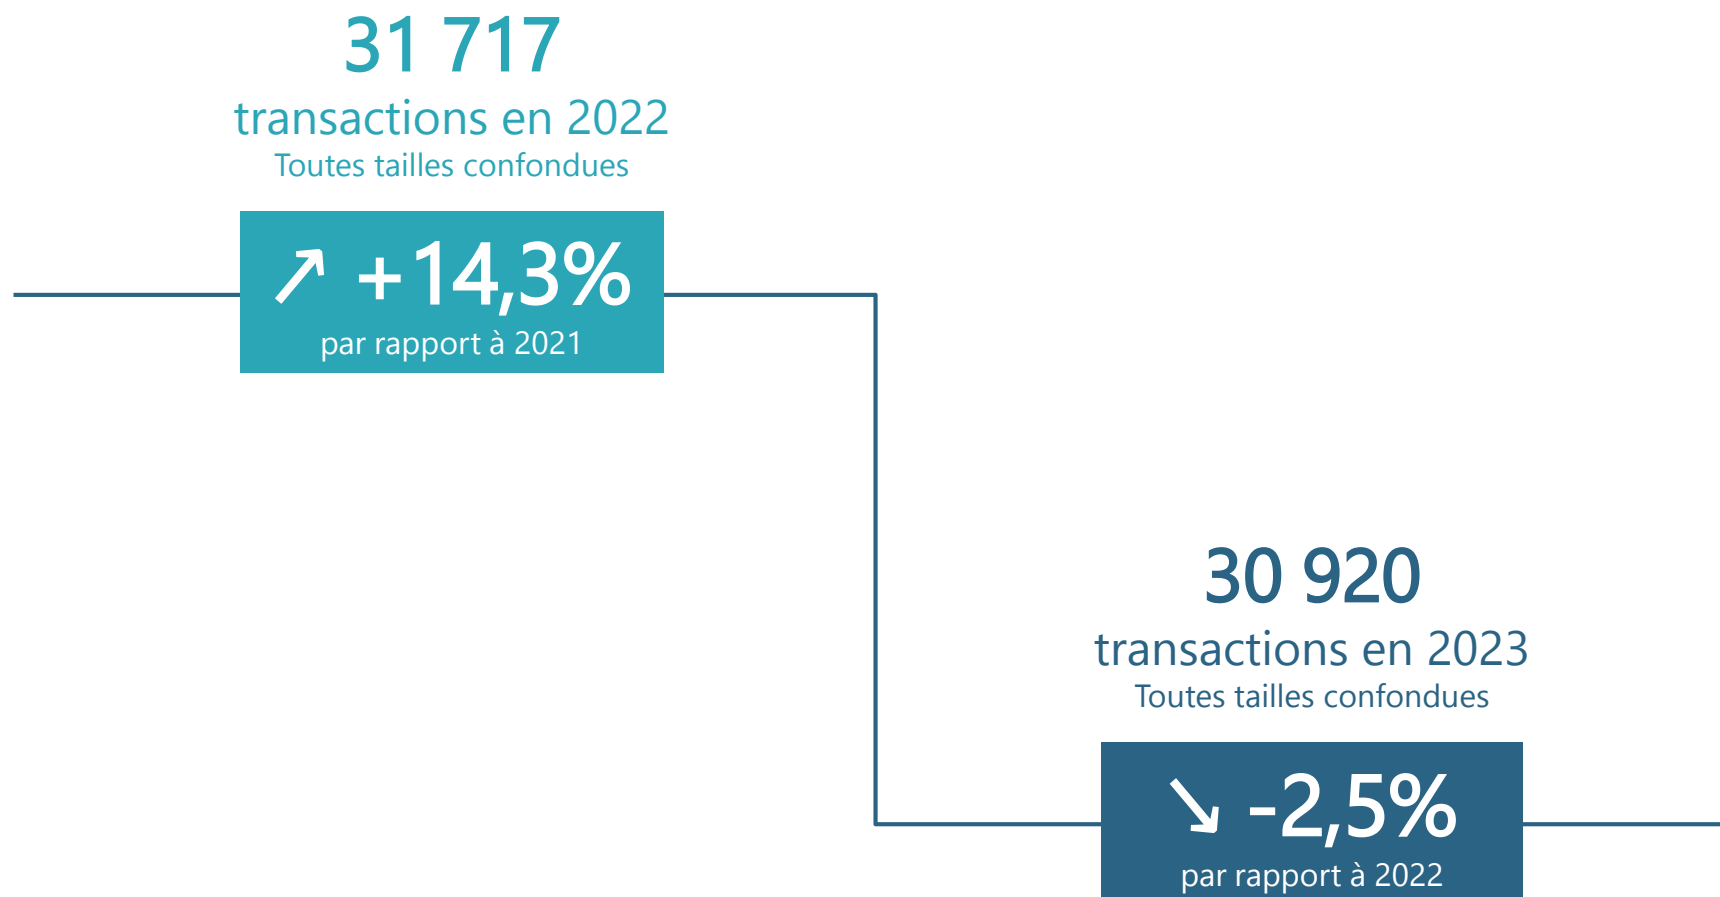 31 717
transactions en 2022
Toutes tailles confondues
↗ +14,3%
par rapport à 2021
30 920
transactions en 2023
Toutes tailles confondues
↘ -2,5%
par rapport à 2022